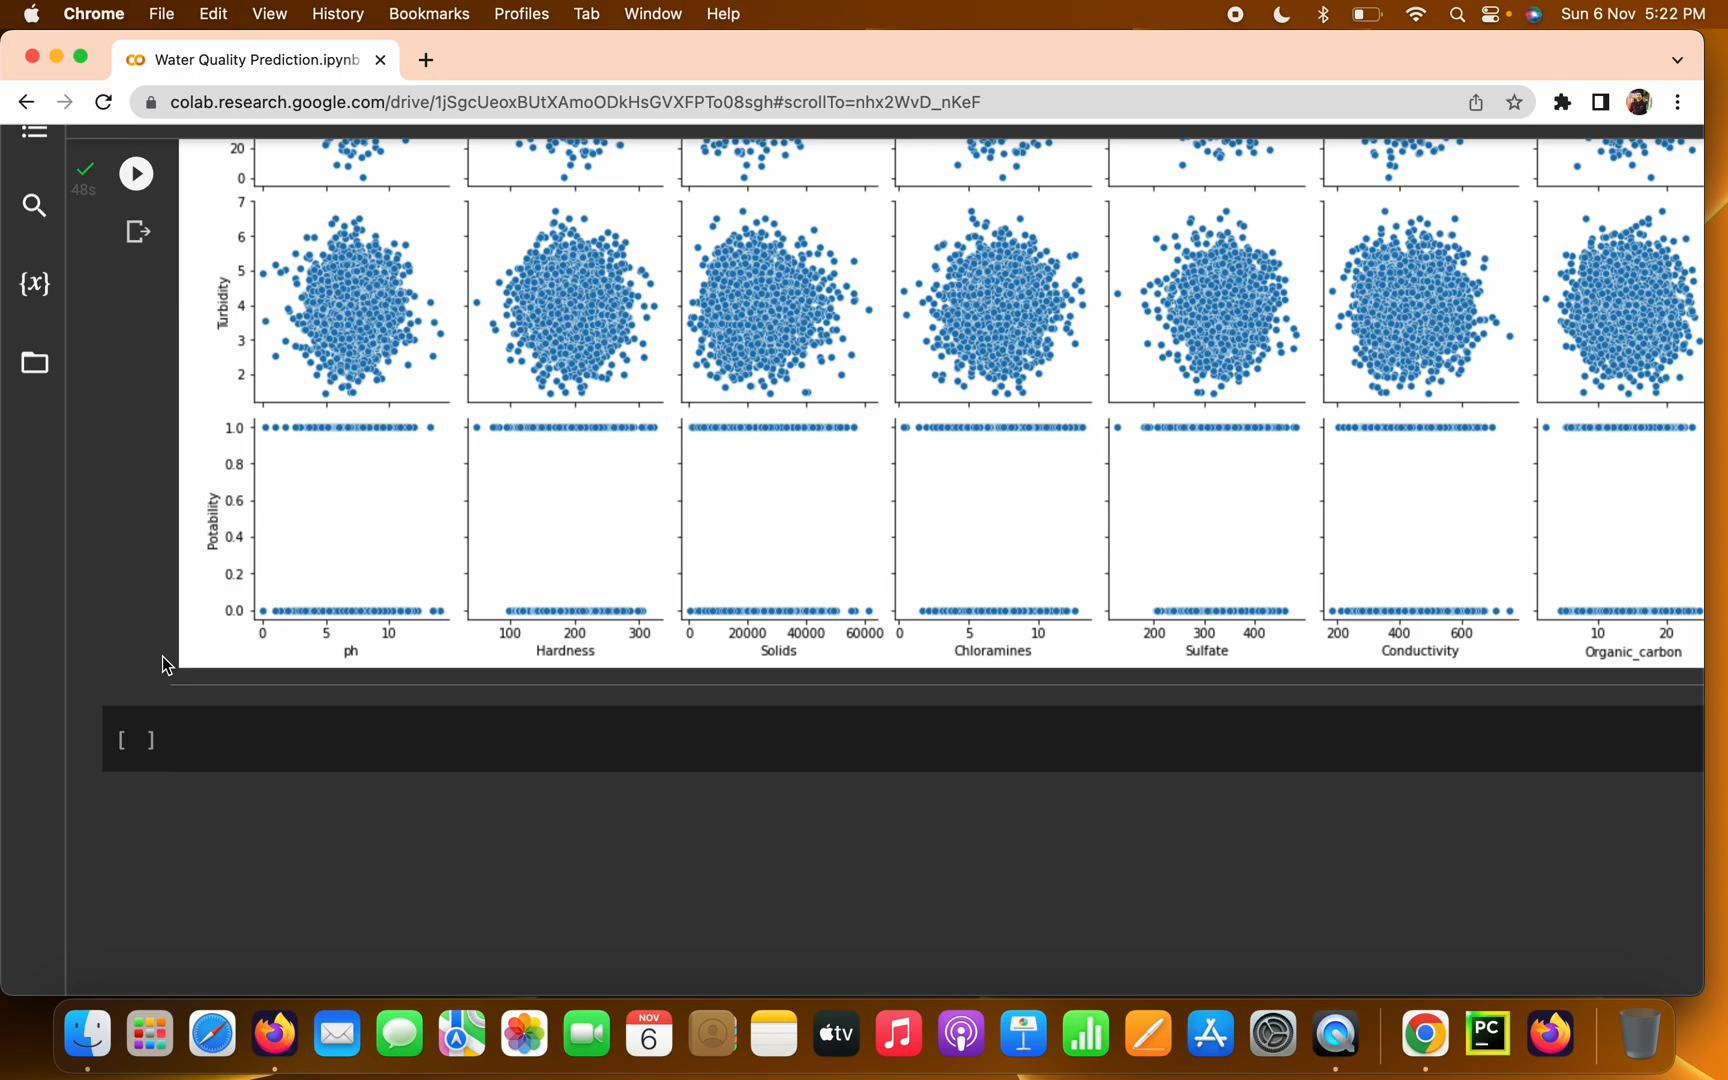 Chrome File Edit View History Bookmarks Profiles Tab Window Help Sun 6 Nov 5:22 PM
Water Quality Prediction.ipynb
colab.research.google.com/drive/1jSgcUeoxBUtXAmoODkHsGVXFPTo08sgh#scrollTo=nhx2WvD_nKeF
48s
{x}
20
0
7
6
5
4
3
2
Turbidity
1.0
0.8
0.6
0.4
0.2
0.0
Potability
0 5 10 100 200 300 0 20000 40000 60000 0 5 10 200 300 400 200 400 600 10 20
ph Hardness Solids Chloramines Sulfate Conductivity Organic_carbon
[ ]
NOV
6
tv
PC